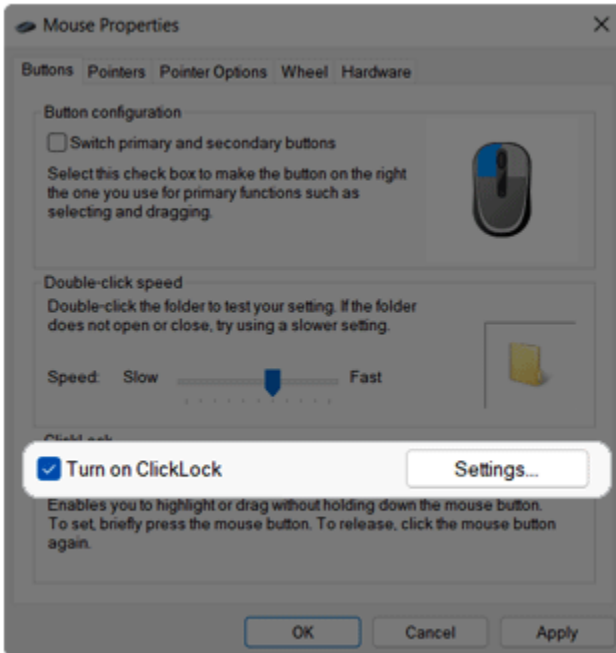 Mouse Properties
Buttons Pointers Pointer Options Wheel Hardware
Button configuration
Switch primary and secondary buttons
Select this check box to make the button on the right
the one you use for primary functions such as
selecting and dragging.
Double-click speed
Double-click the folder to test your setting. If the folder
does not open or close, try using a slower setting.
Speed: Slow Fast
ClickLock
Turn on ClickLock Settings...
Enables you to highlight or drag without holding down the mouse button.
To set, briefly press the mouse button. To release, click the mouse button
again.
OK Cancel Apply